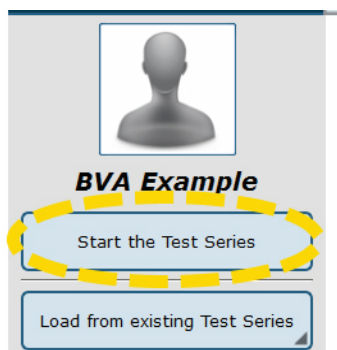 BVA Example
Start the Test Series
Load from existing Test Series